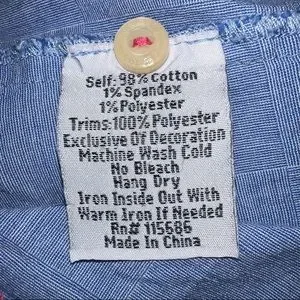 Self: 98% Cotton
1% Spandex
1% Polyester
Trims: 100% Polyester
Exclusive Of Decoration
Machine Wash Cold
No Bleach
Hang Dry
Iron Inside Out With
Warm Iron If Needed
Rn# 115686
Made In China